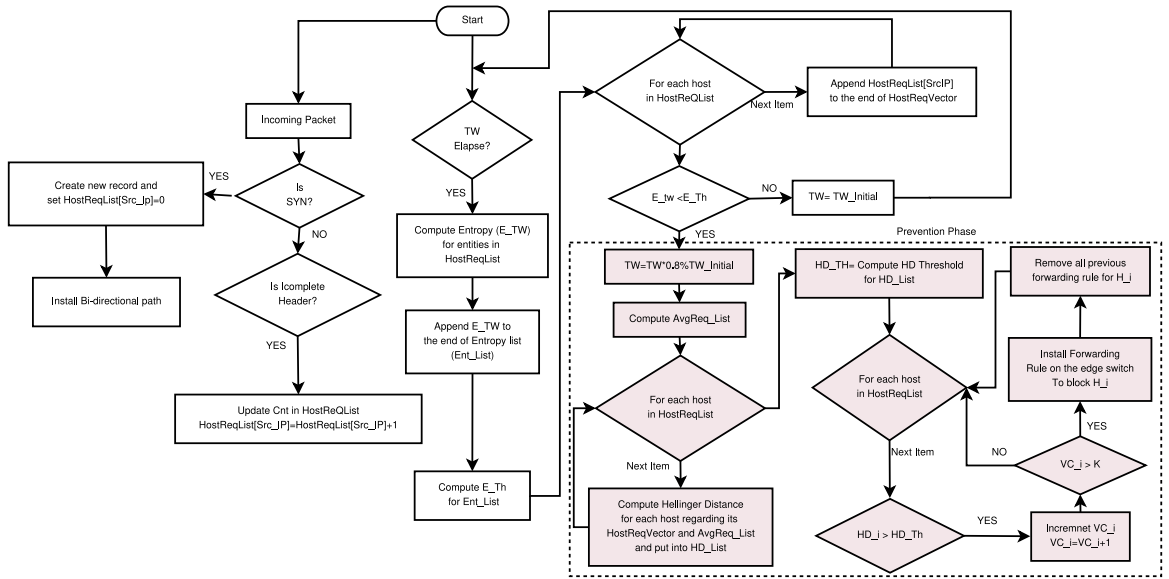 Start
Incoming Packet
Is
SYN?
YES
Create new record and
set HostReqList[Src_Ip]=0
Install Bi-directional path
NO
Is Icomplete
Header?
YES
Update Cnt in HostReQList
HostReqList[Src_IP]=HostReqList[Src_IP]+1
TW
Elapse?
YES
Compute Entropy (E_TW)
for entities in
HostReqList
Append E_TW to
the end of Entropy list
(Ent_List)
Compute E_Th
for Ent_List
For each host
in HostReQList
Next Item
Append HostReqList[SrcIP]
to the end of HostReqVector
E_tw <E_Th
NO
TW= TW_Initial
YES
Prevention Phase
TW=TW*0.8%TW_Initial
Compute AvgReq_List
For each host
in HostReqList
Next Item
Compute Hellinger Distance
for each host regarding its
HostReqVector and AvgReq_List
and put into HD_List
HD_TH= Compute HD Threshold
for HD_List
For each host
in HostReqList
Next Item
HD_i > HD_Th
YES
Incremnet VC_i
VC_i=VC_i+1
VC_i > K
NO
YES
Install Forwarding
Rule on the edge switch
To block H_i
Remove all previous
forwarding rule for H_i